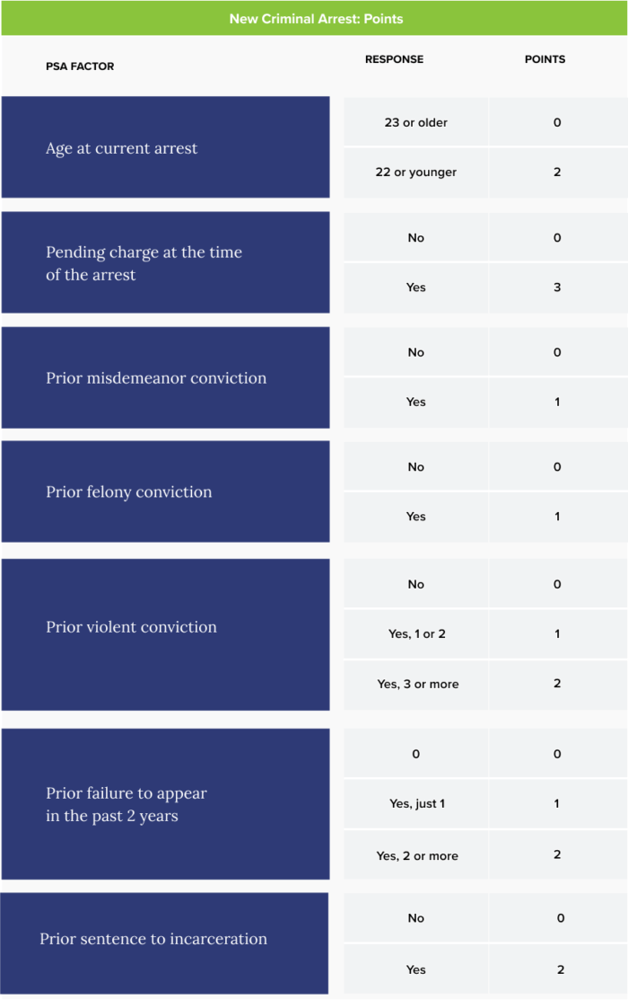 New Criminal Arrest: Points
PSA FACTOR
RESPONSE
POINTS
Age at current arrest
23 or older
0
22 or younger
2
Pending charge at the time
of the arrest
No
0
Yes
3
Prior misdemeanor conviction
No
0
Yes
1
Prior felony conviction
No
0
Yes
1
Prior violent conviction
No
0
Yes, 1 or 2
1
Yes, 3 or more
2
Prior failure to appear
in the past 2 years
0
0
Yes, just 1
1
Yes, 2 or more
2
Prior sentence to incarceration
No
0
Yes
2